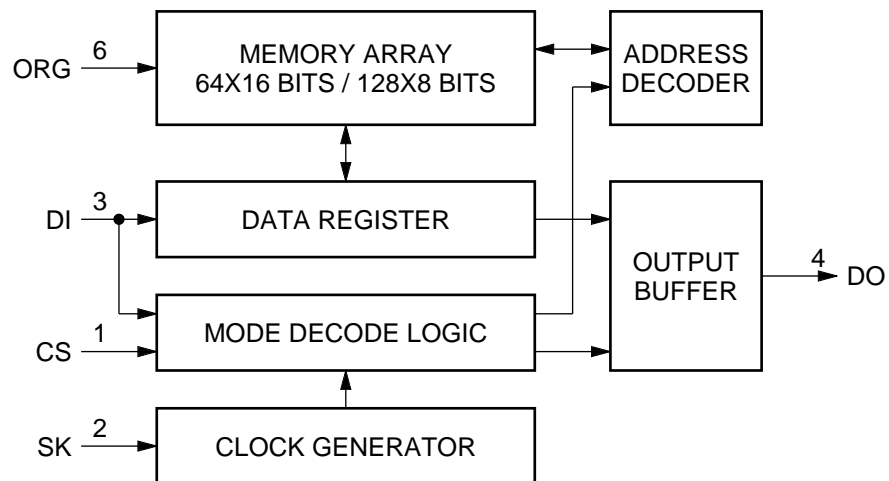 6
ORG
MEMORY ARRAY
64X16 BITS / 128X8 BITS
ADDRESS
DECODER
3
DI
DATA REGISTER
OUTPUT
BUFFER
4
DO
1
CS
MODE DECODE LOGIC
2
SK
CLOCK GENERATOR